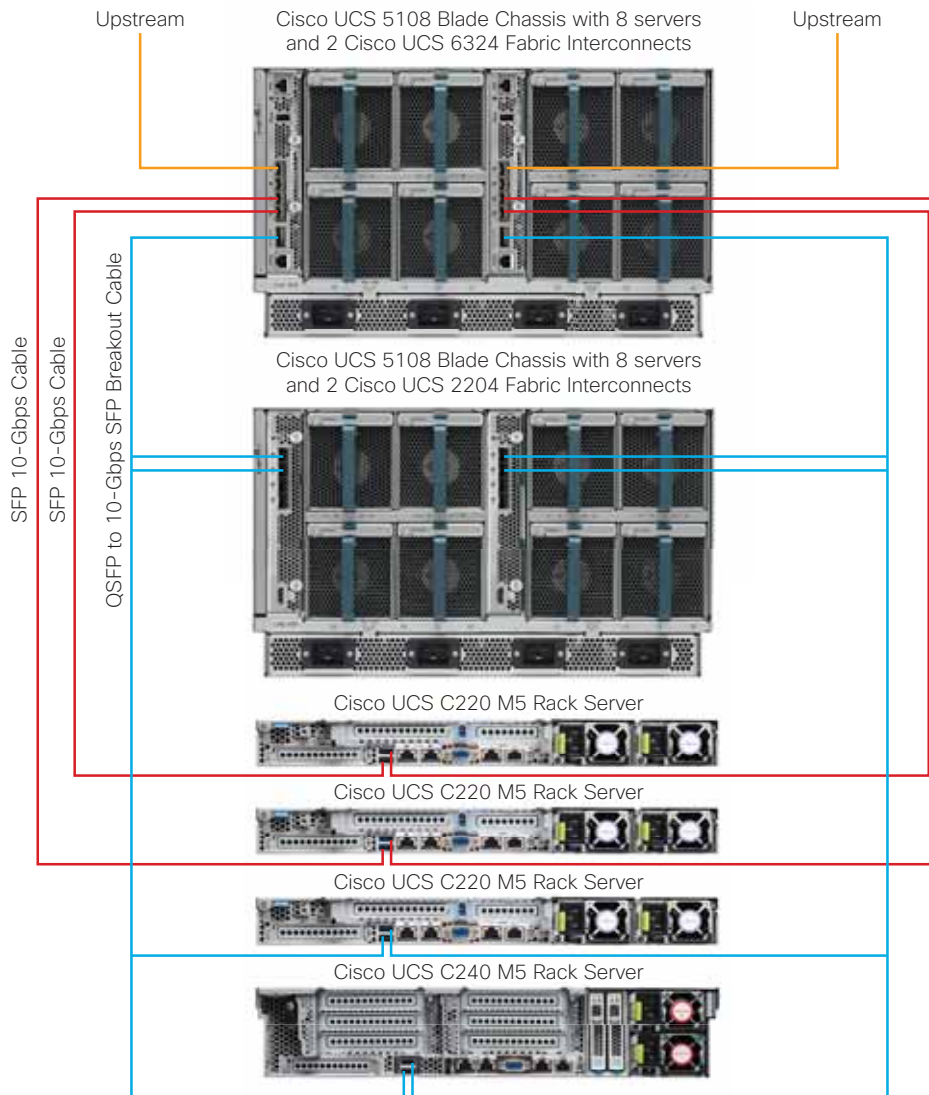 Upstream
Cisco UCS 5108 Blade Chassis with 8 servers
and 2 Cisco UCS 6324 Fabric Interconnects
Upstream
SFP 10-Gbps Cable
SFP 10-Gbps Cable
QSFP to 10-Gbps SFP Breakout Cable
Cisco UCS 5108 Blade Chassis with 8 servers
and 2 Cisco UCS 2204 Fabric Interconnects
Cisco UCS C220 M5 Rack Server
Cisco UCS C220 M5 Rack Server
Cisco UCS C220 M5 Rack Server
Cisco UCS C240 M5 Rack Server